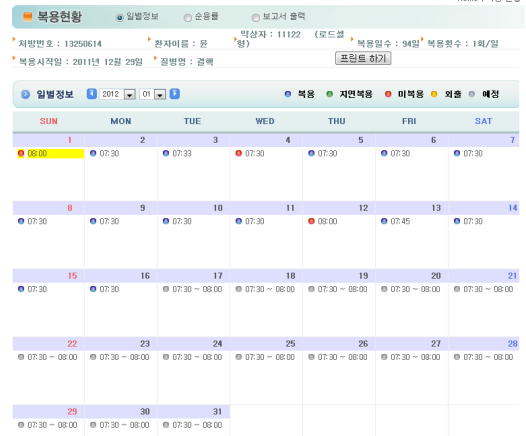 복용현황 일별정보 순응률 보고서 출력
처방번호 : 13250614 환자이름 : 윤 약상자 : 11122 (로드셀형) 복용일수 : 94일 복용횟수 : 1회/일
복용시작일 : 2011년 12월 29일 질병명 : 결핵 프린트 하기
일별정보 2012 01 복용 지연복용 미복용 외출 예정
SUN MON TUE WED THU FRI SAT
1 2 3 4 5 6 7
08:00 07:30 07:33 07:30 07:30 07:30 07:30
8 9 10 11 12 13 14
07:30 07:30 07:30 07:30 08:00 07:45 07:30
15 16 17 18 19 20 21
07:30 07:30 07:30 ~ 08:00 07:30 ~ 08:00 07:30 ~ 08:00 07:30 ~ 08:00 07:30 ~ 08:00
22 23 24 25 26 27 28
07:30 ~ 08:00 07:30 ~ 08:00 07:30 ~ 08:00 07:30 ~ 08:00 07:30 ~ 08:00 07:30 ~ 08:00 07:30 ~ 08:00
29 30 31
07:30 ~ 08:00 07:30 ~ 08:00 07:30 ~ 08:00